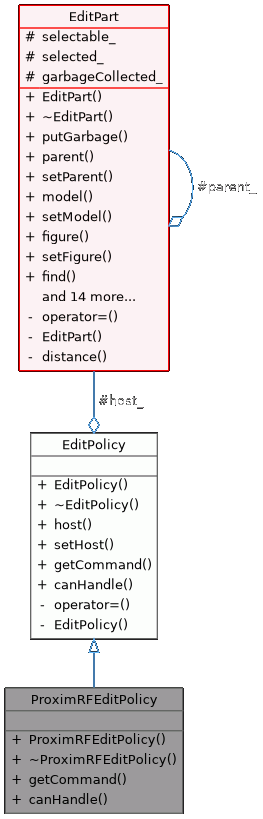 EditPart
# selectable_
# selected_
# garbageCollected_
+ EditPart()
+ ~EditPart()
+ putGarbage()
+ parent()
+ setParent()
+ model()
+ setModel()
+ figure()
+ setFigure()
+ find()
and 14 more...
- operator=()
- EditPart()
- distance()
#parent_
#host_
EditPolicy
+ EditPolicy()
+ ~EditPolicy()
+ host()
+ setHost()
+ getCommand()
+ canHandle()
- operator=()
- EditPolicy()
ProximRFEditPolicy
+ ProximRFEditPolicy()
+ ~ProximRFEditPolicy()
+ getCommand()
+ canHandle()